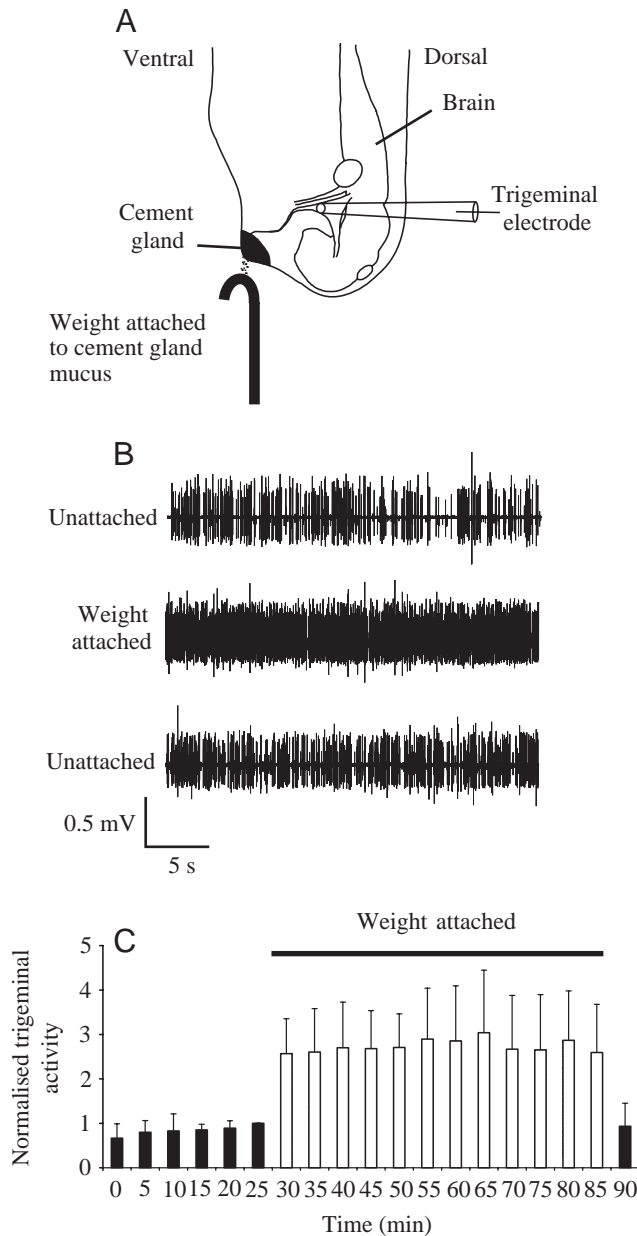 A
Ventral
Dorsal
Brain
Trigeminal
electrode
Cement
gland
Weight attached
to cement gland
mucus
B
Unattached
Weight
attached
Unattached
0.5 mV
5 s
C
Weight attached
Normalised trigeminal
activity
5
4
3
2
1
0
0 5 10 15 20 25 30 35 40 45 50 55 60 65 70 75 80 85 90
Time (min)